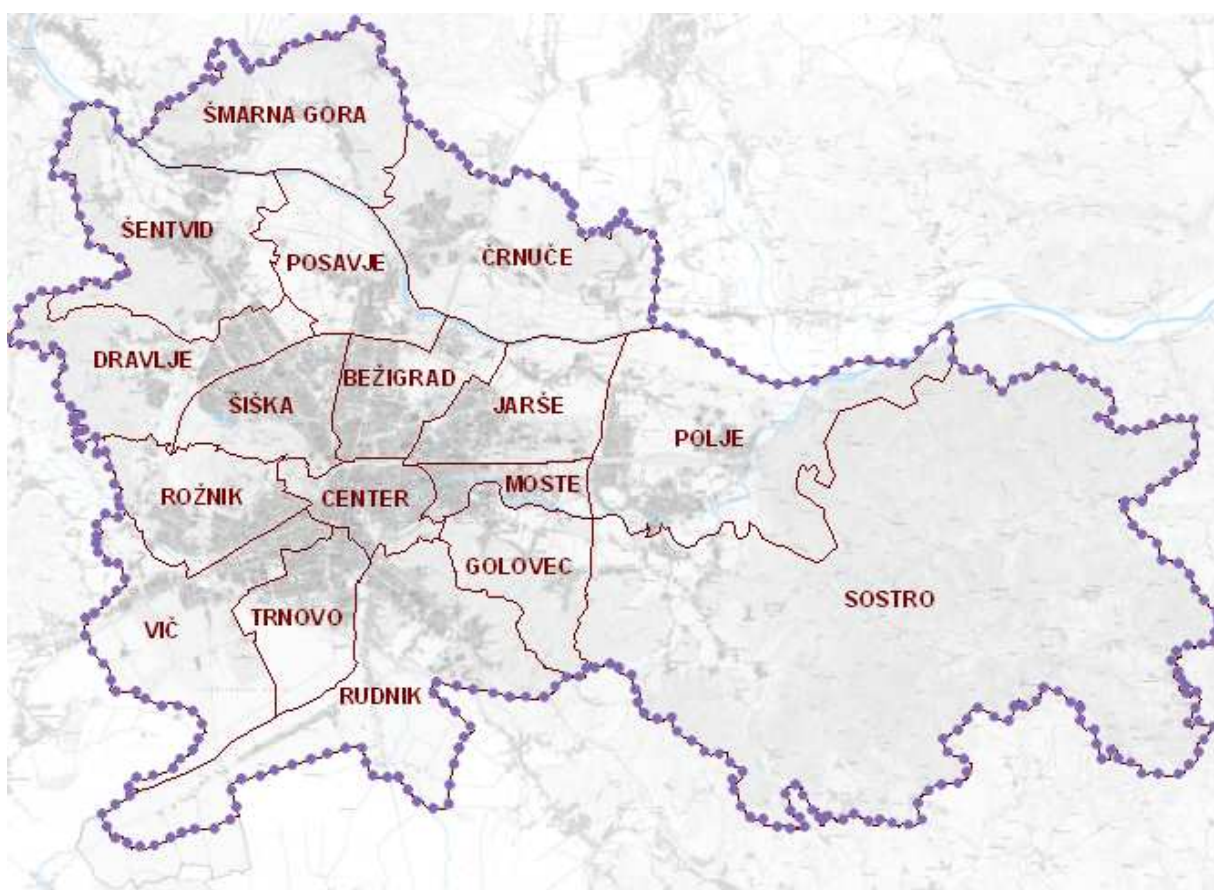 ŠMARNA GORA
ŠENTVID
POSAVJE
ČRNUČE
DRAVLJE
BEŽIGRAD
ŠIŠKA
JARŠE
POLJE
ROŽNIK
CENTER
MOSTE
GOLOVEC
SOSTRO
VIČ
TRNOVO
RUDNIK